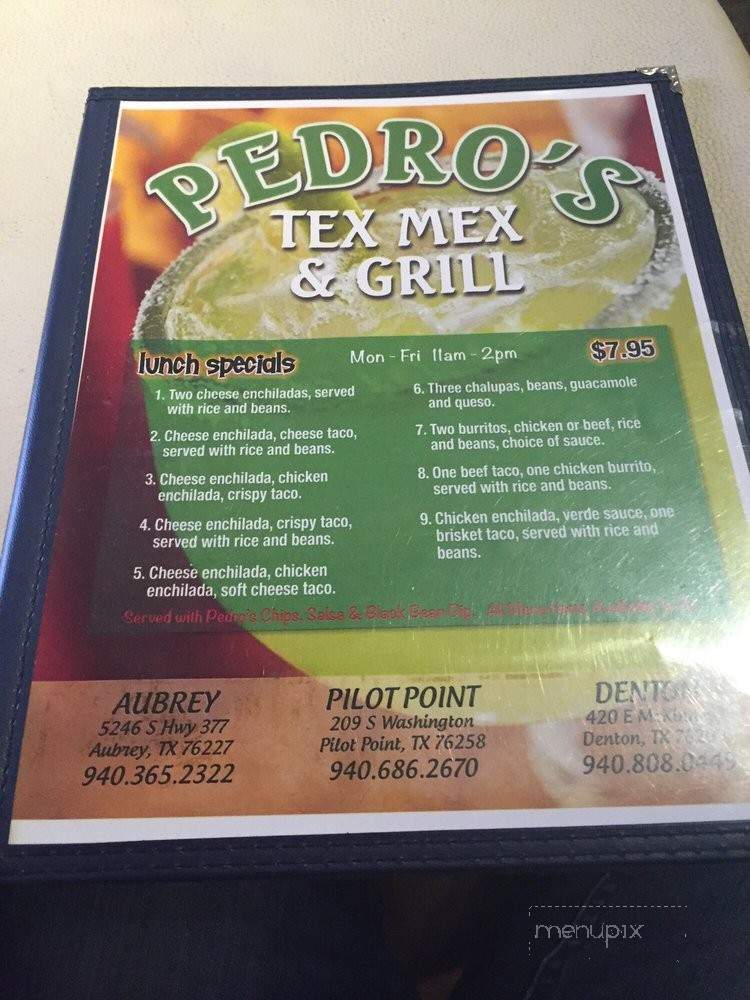 PEDRO'S
TEX MEX
& GRILL
lunch specials
Mon - Fri 11am - 2pm
$7.95
1. Two cheese enchiladas, served
with rice and beans.
2. Cheese enchilada, cheese taco,
served with rice and beans.
3. Cheese enchilada, chicken
enchilada, crispy taco.
4. Cheese enchilada, crispy taco,
served with rice and beans.
5. Cheese enchilada, chicken
enchilada, soft cheese taco.
6. Three chalupas, beans, guacamole
and queso.
7. Two burritos, chicken or beef, rice
and beans, choice of sauce.
8. One beef taco, one chicken burrito,
served with rice and beans.
9. Chicken enchilada, verde sauce, one
brisket taco, served with rice and
beans.
Served with Pedro's Chips, Salsa & Black Bean Dip.
AUBREY
5246 S Hwy 377
Aubrey, TX 76227
940.365.2322
PILOT POINT
209 S Washington
Pilot Point, TX 76258
940.686.2670
DENTON
420 E
Denton, TX
940.808.0449
menupix